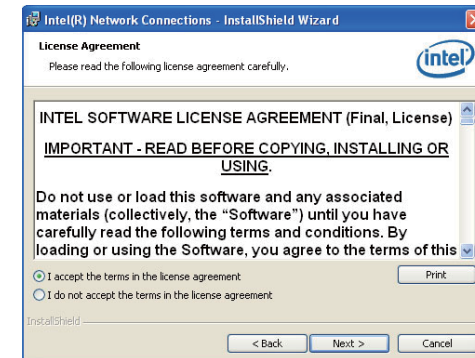 Intel(R) Network Connections - InstallShield Wizard
License Agreement
Please read the following license agreement carefully.
intel
INTEL SOFTWARE LICENSE AGREEMENT (Final, License)
IMPORTANT - READ BEFORE COPYING, INSTALLING OR
USING.
Do not use or load this software and any associated
materials (collectively, the “Software”) until you have
carefully read the following terms and conditions. By
loading or using the Software, you agree to the terms of this
I accept the terms in the license agreement
Print
I do not accept the terms in the license agreement
InstallShield
< Back
Next >
Cancel